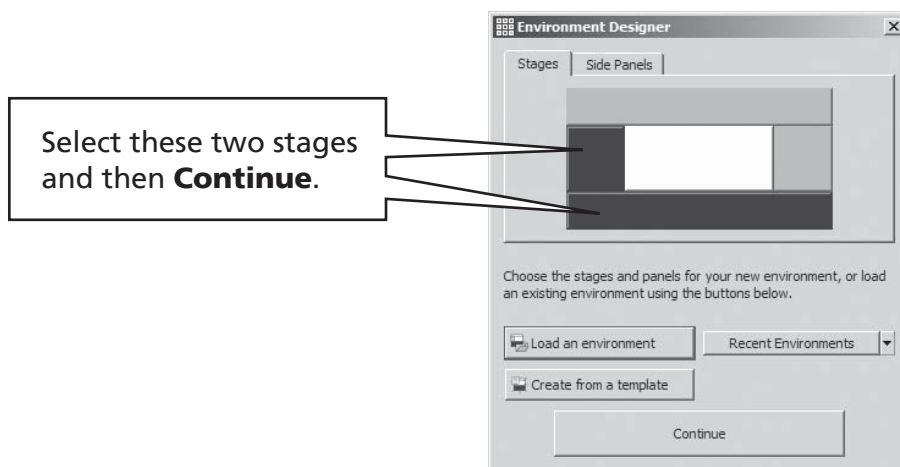 Environment Designer
Stages
Side Panels
Select these two stages
and then Continue.
Choose the stages and panels for your new environment, or load
an existing environment using the buttons below.
Load an environment
Recent Environments
Create from a template
Continue